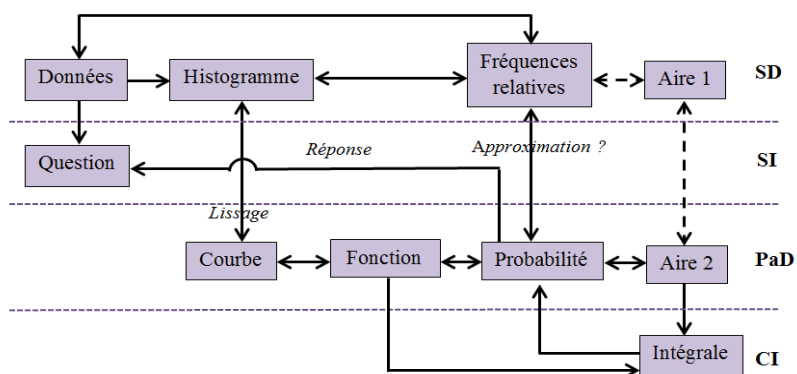 Données
Histogramme
Fréquences
relatives
Aire 1
SD
Question
Réponse
Approximation ?
SI
Lissage
Courbe
Fonction
Probabilité
Aire 2
PaD
Intégrale
CI